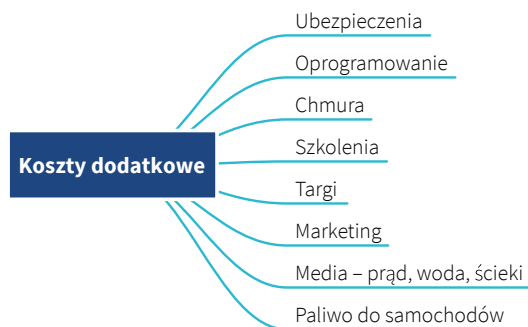 Ubezpieczenia
Oprogramowanie
Chmura
Szkolenia
Targi
Marketing
Media – prąd, woda, ścieki
Paliwo do samochodów
Koszty dodatkowe